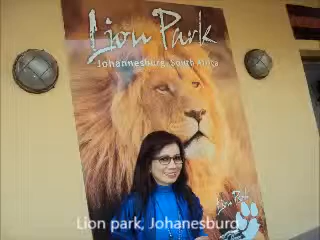 Lion Park
Johannesburg, South Africa
Lion Park
Lion park, Johanesburg